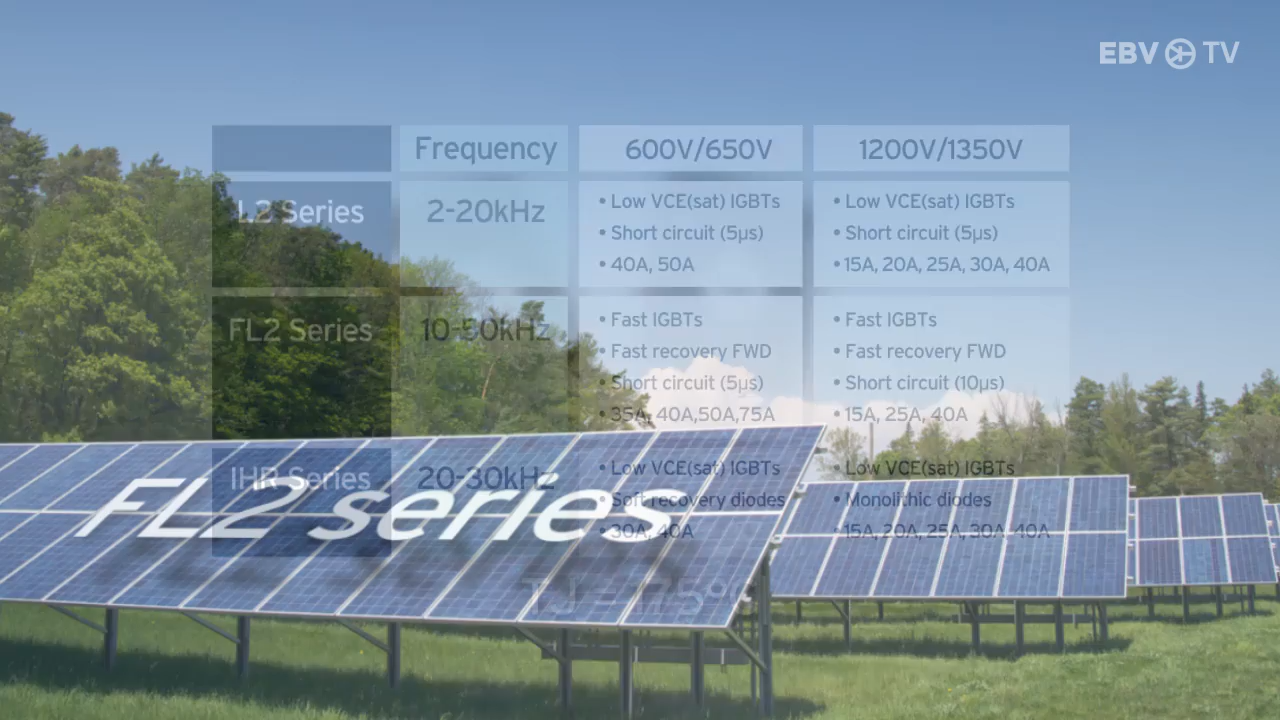 EBV TV
Frequency
600V/650V
1200V/1350V
L2 Series
2-20kHz
• Low VCE(sat) IGBTs
• Short circuit (5µs)
• 40A, 50A
• Low VCE(sat) IGBTs
• Short circuit (5µs)
• 15A, 20A, 25A, 30A, 40A
FL2 Series
10-50kHz
• Fast IGBTs
• Fast recovery FWD
• Short circuit (5µs)
• 35A, 40A,50A,75A
• Fast IGBTs
• Fast recovery FWD
• Short circuit (10µs)
• 15A, 25A, 40A
IHR Series
20-30kHz
• Low VCE(sat) IGBTs
• Soft recovery diodes
• 30A, 40A
• Low VCE(sat) IGBTs
• Monolithic diodes
• 15A, 20A, 25A, 30A, 40A
FL2 series
TJ = 175°